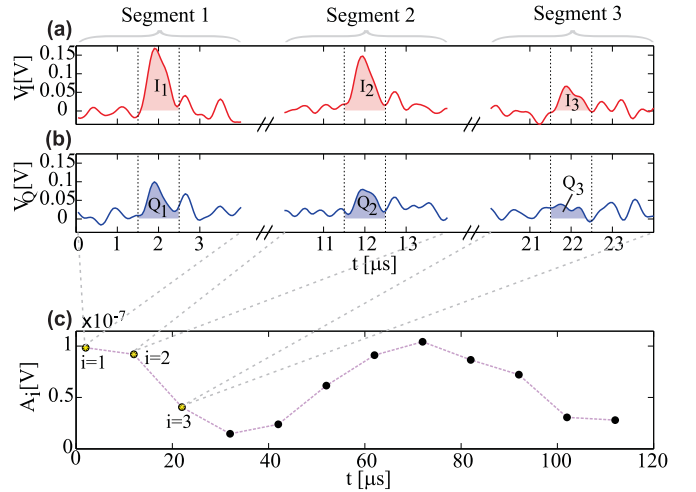 Segment 1 Segment 2 Segment 3
(a)
V_I[V]
0.15
0.1
0.05
0
I_1 I_2 I_3
(b)
V_Q[V]
0.15
0.1
0.05
0
Q_1 Q_2 Q_3
0 1 2 3 11 12 13 21 22 23
t [μs]
(c)
x10^-7
A_i[V]
1
0.5
0
i=1 i=2
i=3
0 20 40 60 80 100 120
t [μs]